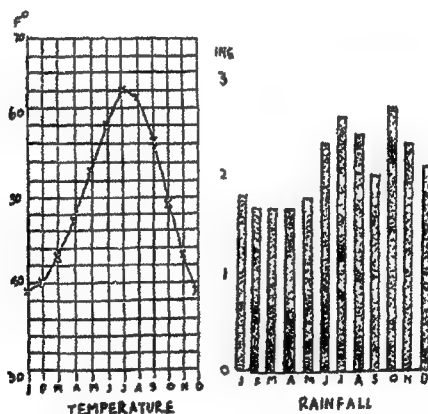 F°
70
60
50
40
30
J F M A M J J A S O N D
TEMPERATURE
INS
3
2
1
0
J F M A M J J A S O N D
RAINFALL